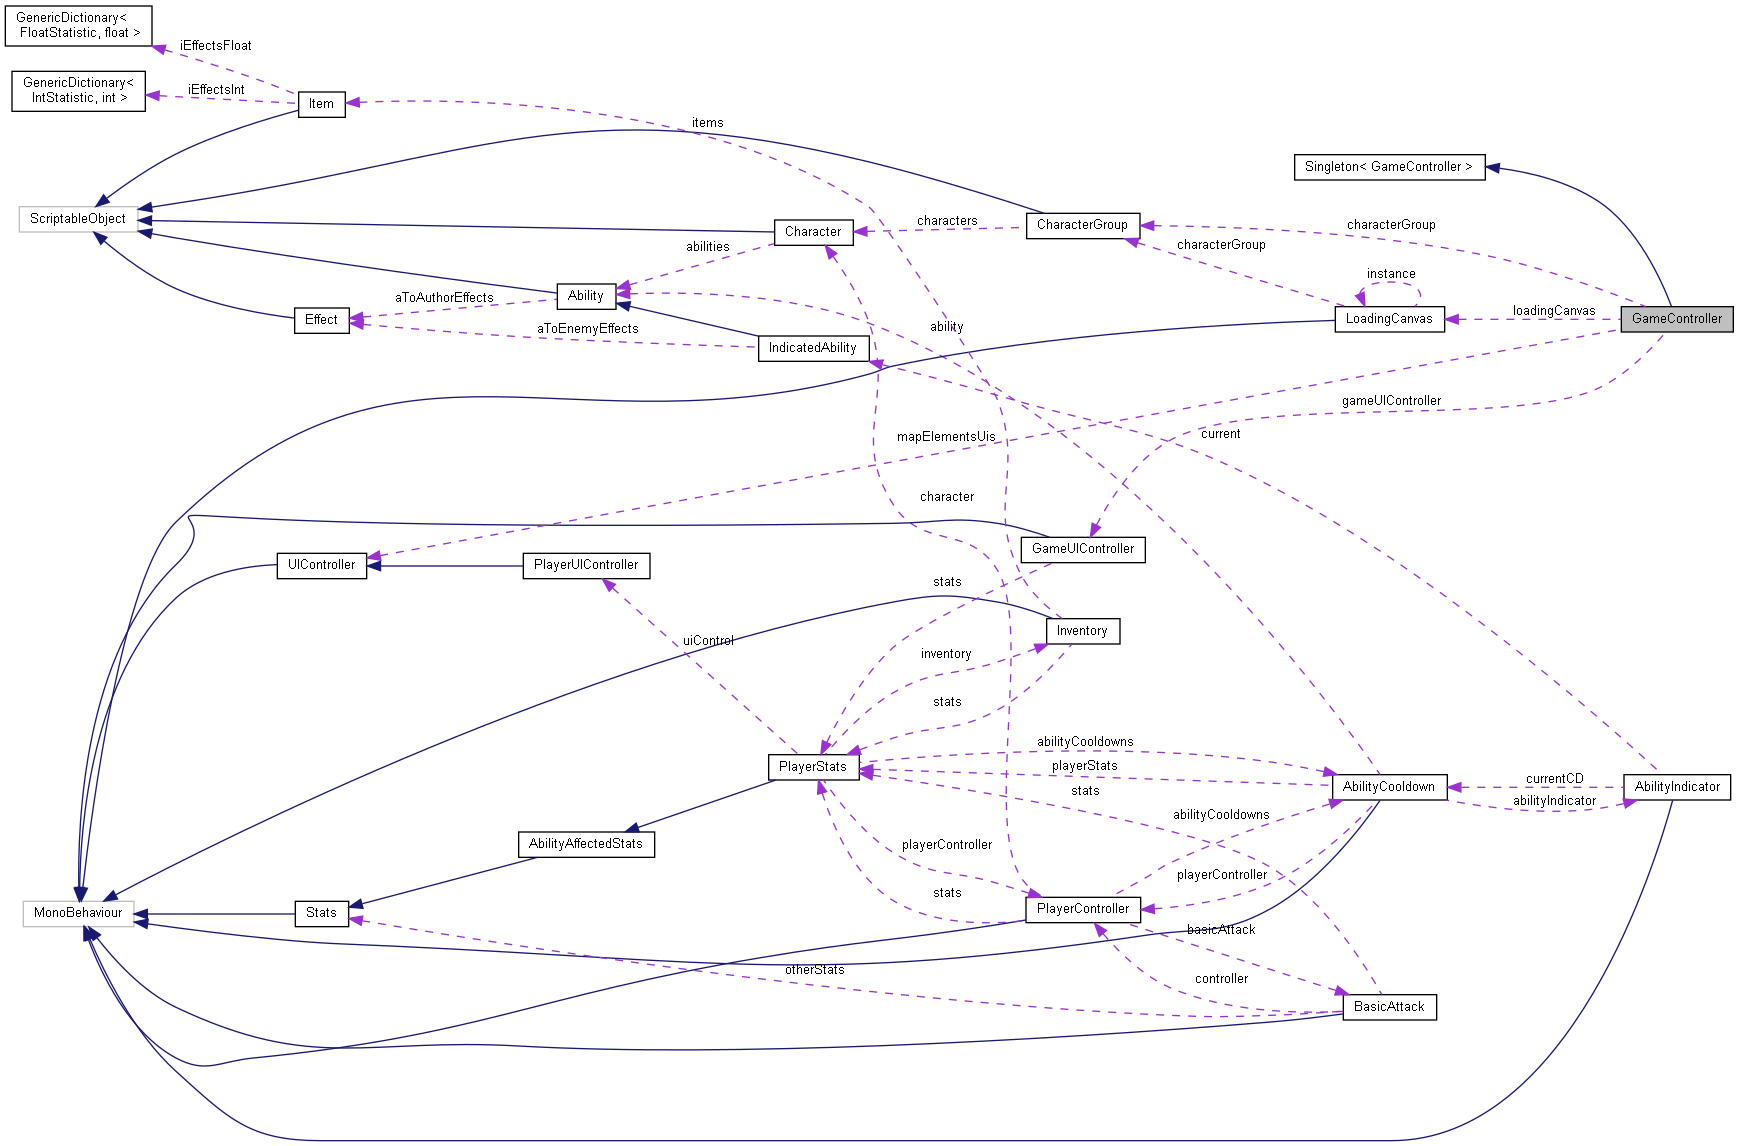 GenericDictionary<
FloatStatistic, float >
iEffectsFloat
GenericDictionary<
IntStatistic, int >
iEffectsInt
Item
items
Singleton< GameController >
ScriptableObject
Character
characters
CharacterGroup
characterGroup
characterGroup
abilities
instance
Ability
aToAuthorEffects
Effect
aToEnemyEffects
IndicatedAbility
ability
LoadingCanvas
loadingCanvas
GameController
gameUIController
mapElementsUis
current
character
GameUIController
UIController
PlayerUIController
stats
Inventory
uiControl
inventory
stats
abilityCooldowns
PlayerStats
playerStats
stats
AbilityCooldown
currentCD
AbilityIndicator
abilityIndicator
abilityCooldowns
AbilityAffectedStats
playerController
playerController
stats
MonoBehaviour
Stats
PlayerController
basicAttack
otherStats
controller
BasicAttack